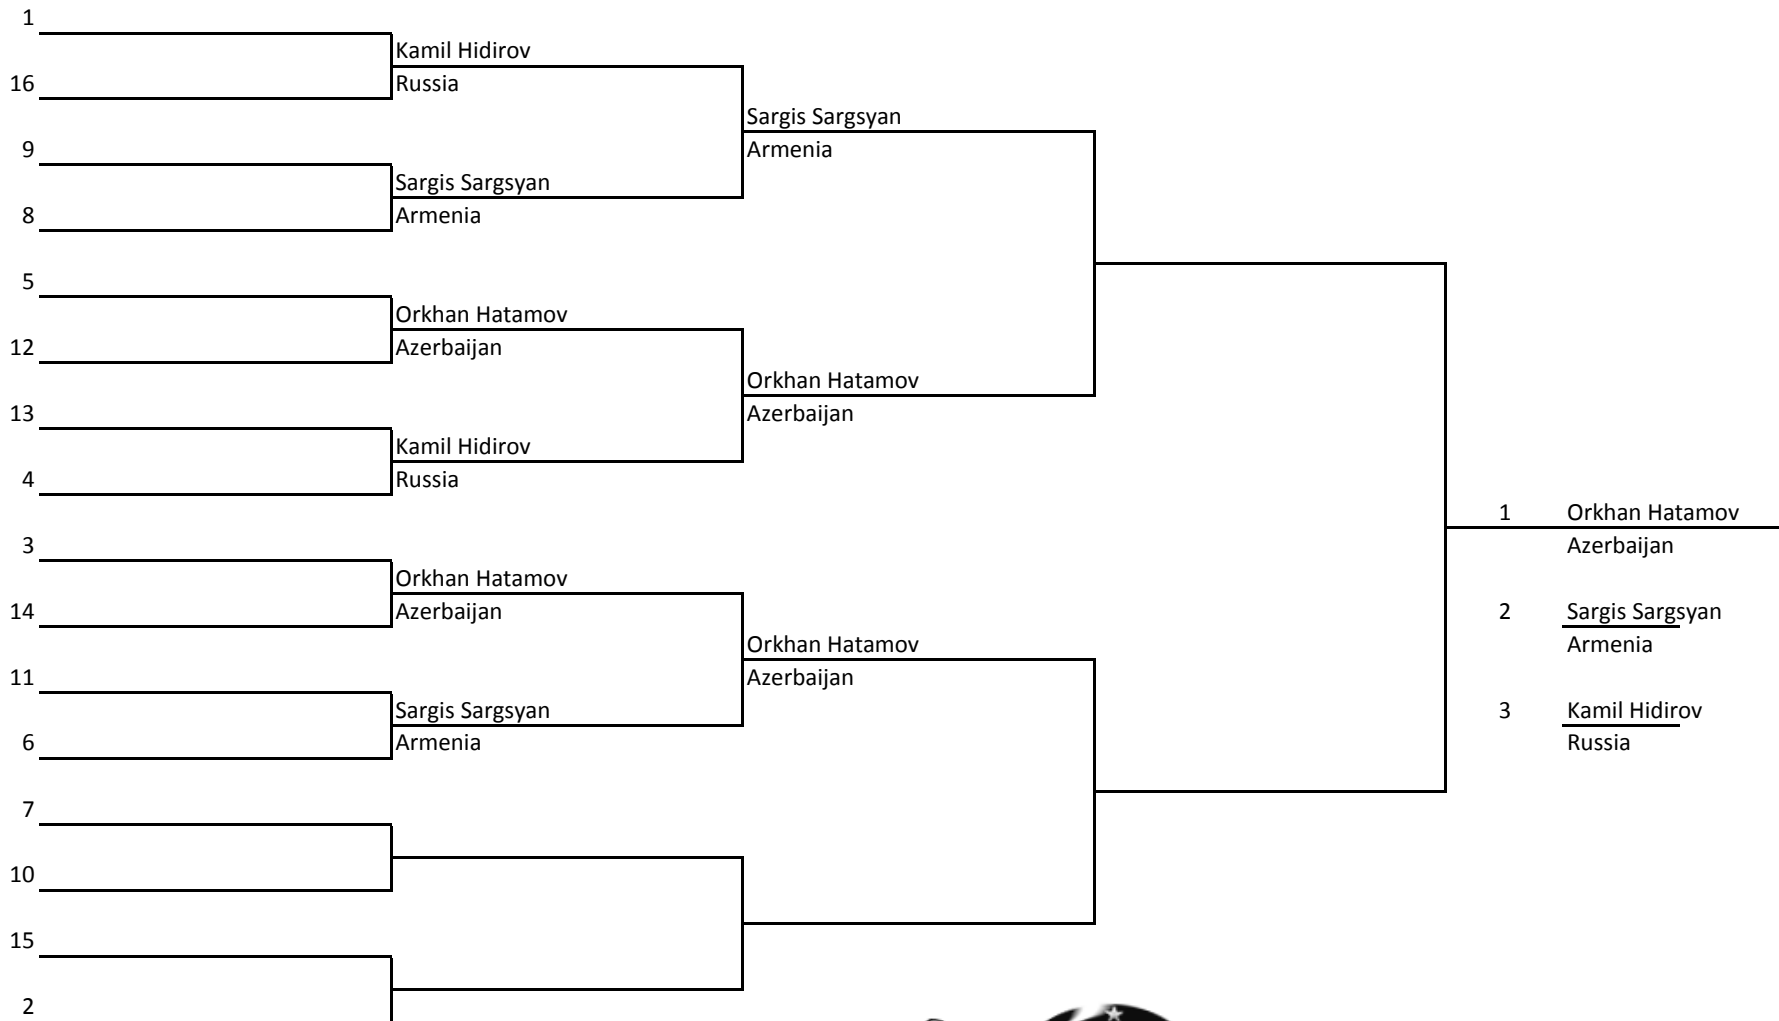 1
Kamil Hidirov
16
Russia
Sargis Sargsyan
9
Armenia
Sargis Sargsyan
8
Armenia
5
Orkhan Hatamov
12
Azerbaijan
Orkhan Hatamov
13
Azerbaijan
Kamil Hidirov
4
Russia
1 Orkhan Hatamov
3
Azerbaijan
Orkhan Hatamov
14
Azerbaijan
2 Sargis Sargsyan
Orkhan Hatamov
Armenia
11
Azerbaijan
Sargis Sargsyan
3 Kamil Hidirov
6
Armenia
Russia
7
10
15
2